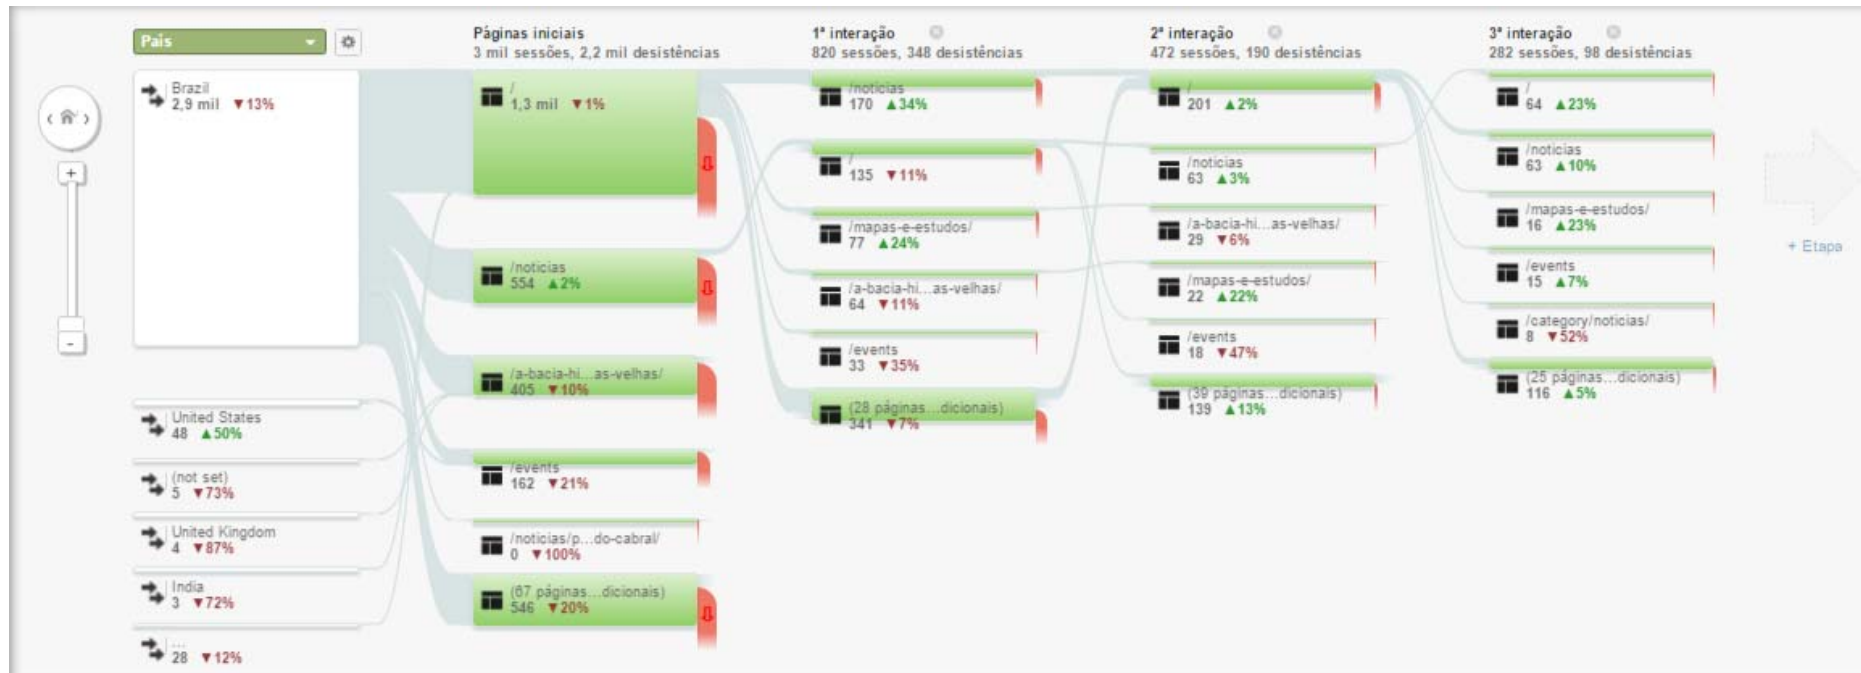 País
Brazil
2,9 mil ▼13%
United States
48 ▲50%
(not set)
5 ▼73%
United Kingdom
4 ▼87%
India
3 ▼72%
...
28 ▼12%
Páginas iniciais
3 mil sessões, 2,2 mil desistências
/
1,3 mil ▼1%
/noticias
554 ▲2%
/a-bacia-hi...as-velhas/
405 ▼10%
/events
162 ▼21%
/noticias/p...do-cabral/
0 ▼100%
(67 páginas...dicionais)
546 ▼20%
1ª interação
820 sessões, 348 desistências
/noticias
170 ▲34%
/
135 ▼11%
/mapas-e-estudos/
77 ▲24%
/a-bacia-hi...as-velhas/
64 ▼11%
/events
33 ▼35%
(28 páginas...dicionais)
341 ▼7%
2ª interação
472 sessões, 190 desistências
/
201 ▲2%
/noticias
63 ▲3%
/a-bacia-hi...as-velhas/
29 ▼6%
/mapas-e-estudos/
22 ▲22%
/events
18 ▼47%
(39 páginas...dicionais)
139 ▲13%
3ª interação
282 sessões, 98 desistências
/
64 ▲23%
/noticias
63 ▲10%
/mapas-e-estudos/
16 ▲23%
/events
15 ▲7%
/category/noticias/
8 ▼52%
(25 páginas...dicionais)
116 ▲5%
+ Etapa